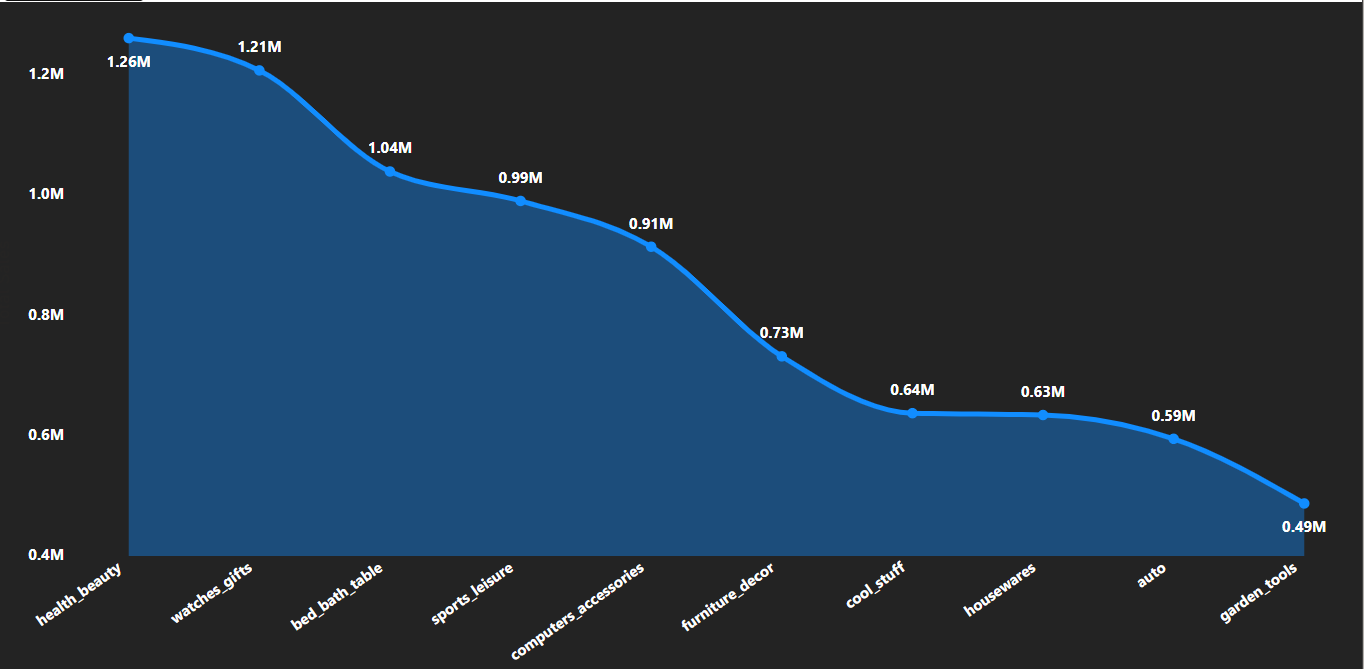 1.26M
1.21M
1.04M
0.99M
0.91M
0.73M
0.64M
0.63M
0.59M
0.49M
1.2M
1.0M
0.8M
0.6M
0.4M
health_beauty
watches_gifts
bed_bath_table
sports_leisure
computers_accessories
furniture_decor
cool_stuff
housewares
auto
garden_tools